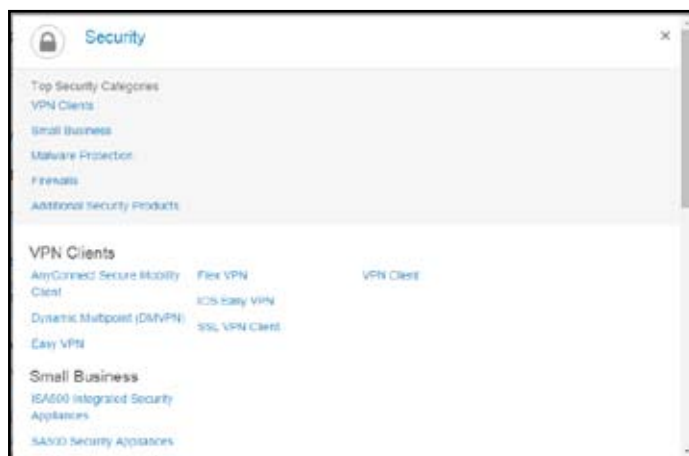 Security
×
Top Security Categories
VPN Clients
Small Business
Malware Protection
Firewalls
Additional Security Products
VPN Clients
AnyConnect Secure Mobility
Client
Dynamic Multipoint (DMVPN)
Easy VPN
Flex VPN
IOS Easy VPN
SSL VPN Client
VPN Client
Small Business
ISA500 Integrated Security
Appliances
SA500 Security Appliances